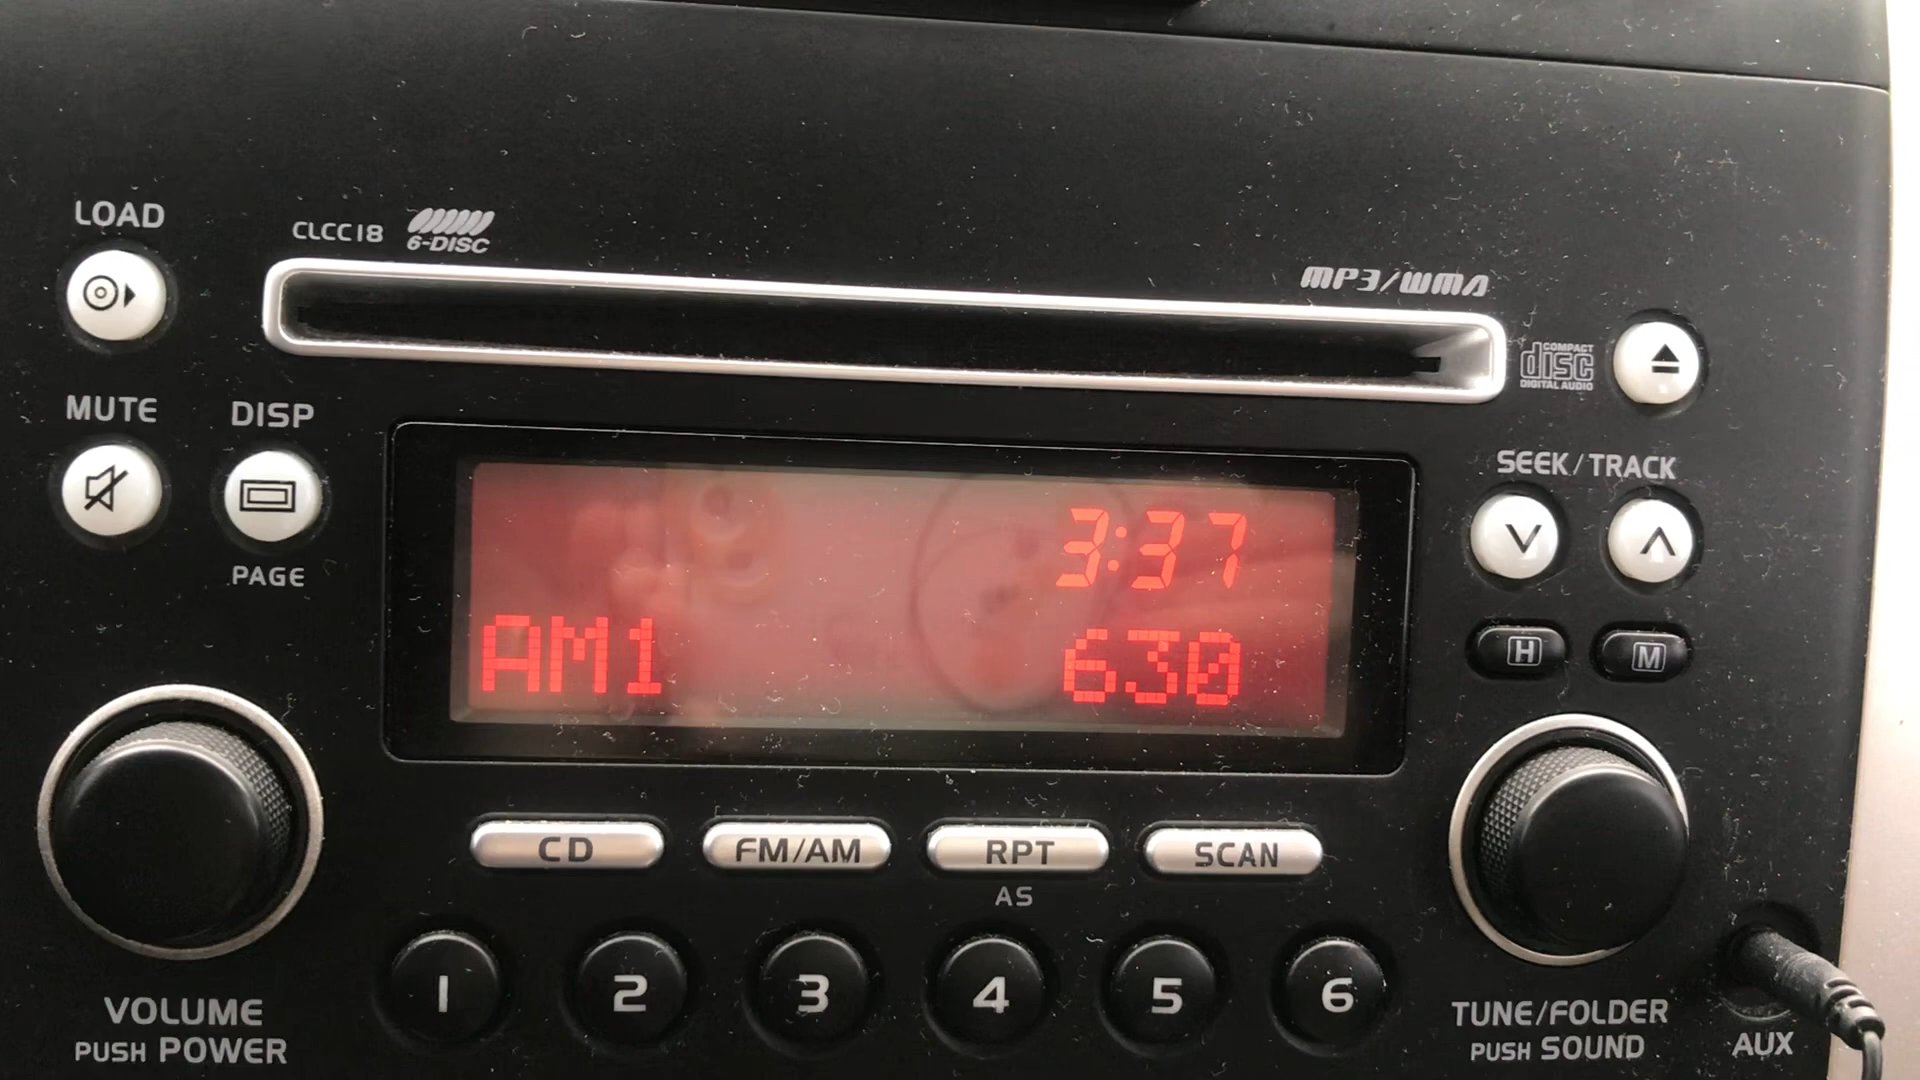 LOAD
CLCC18
6-DISC
MP3/WMA
COMPACT
disc
DIGITAL AUDIO
MUTE
DISP
PAGE
SEEK/TRACK
3:37
AM1 630
H M
CD FM/AM RPT SCAN
AS
1 2 3 4 5 6
VOLUME
PUSH POWER
TUNE/FOLDER
PUSH SOUND
AUX